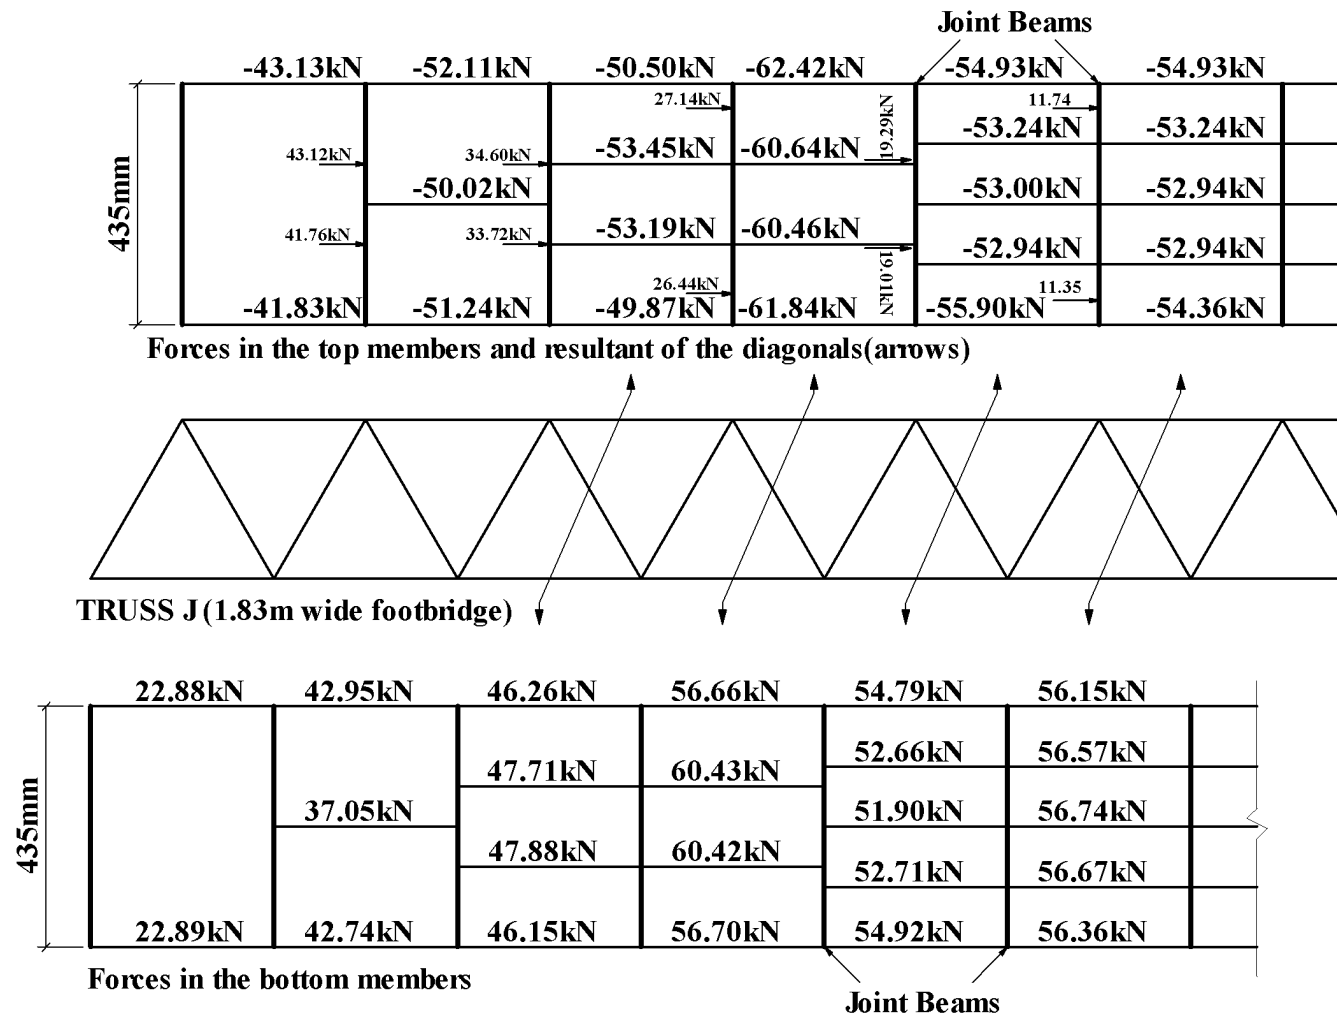 Joint Beams
-43.13kN -52.11kN -50.50kN -62.42kN -54.93kN -54.93kN
27.14kN 19.29kN 11.74
-53.24kN -53.24kN
43.12kN 34.60kN -53.45kN -60.64kN
-50.02kN -53.00kN -52.94kN
435mm
41.76kN 33.72kN -53.19kN -60.46kN -52.94kN -52.94kN
26.44kN 19.01kN 11.35
-41.83kN -51.24kN -49.87kN -61.84kN -55.90kN -54.36kN
Forces in the top members and resultant of the diagonals(arrows)
TRUSS J (1.83m wide footbridge)
22.88kN 42.95kN 46.26kN 56.66kN 54.79kN 56.15kN
52.66kN 56.57kN
47.71kN 60.43kN
37.05kN 51.90kN 56.74kN
435mm
47.88kN 60.42kN
52.71kN 56.67kN
22.89kN 42.74kN 46.15kN 56.70kN 54.92kN 56.36kN
Forces in the bottom members
Joint Beams